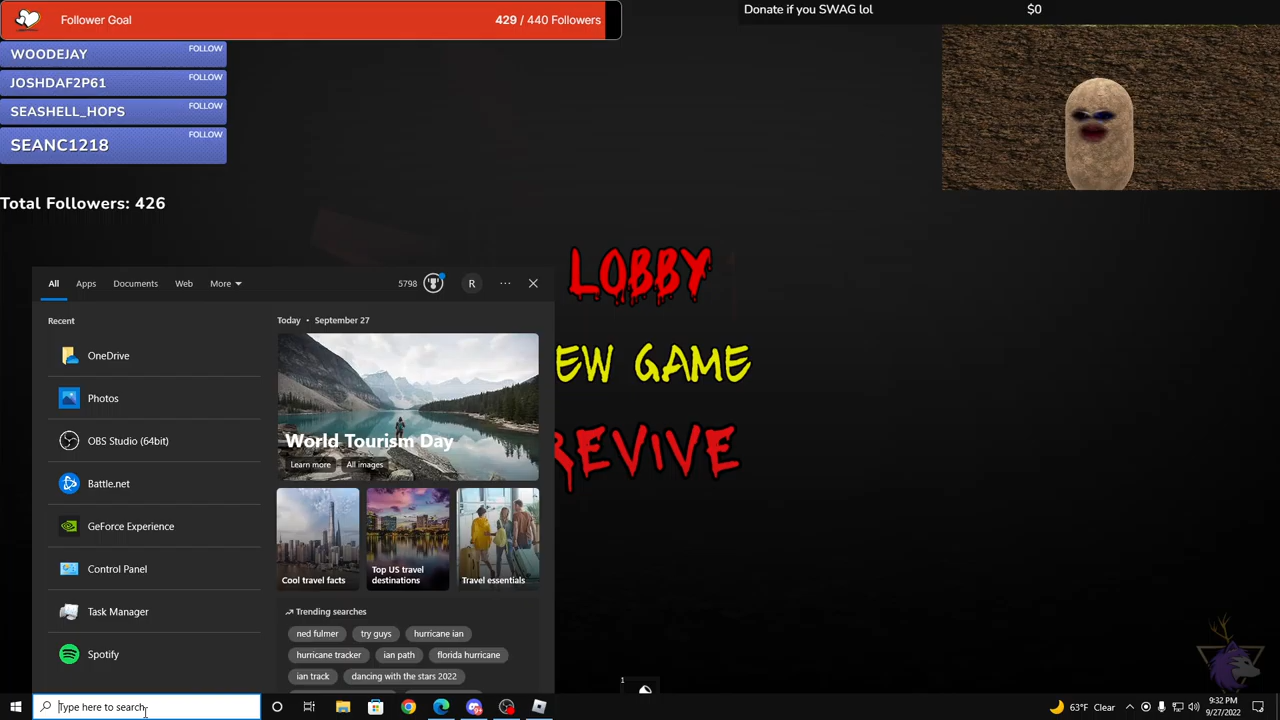 Follower Goal
429 / 440 Followers
Donate if you SWAG lol
$0
WOODEJAY
FOLLOW
JOSHDAF2P61
FOLLOW
SEASHELL_HOPS
FOLLOW
SEANC1218
FOLLOW
Total Followers: 426
LOBBY
EW GAME
REVIVE
All
Apps
Documents
Web
More
5798
R
Recent
OneDrive
Photos
OBS Studio (64bit)
Battle.net
GeForce Experience
Control Panel
Task Manager
Spotify
Today • September 27
World Tourism Day
Learn more
All images
Cool travel facts
Top US travel
destinations
Travel essentials
Trending searches
ned fulmer
try guys
hurricane ian
hurricane tracker
ian path
florida hurricane
ian track
dancing with the stars 2022
1
Type here to search
63°F Clear
9:32 PM
9/27/2022